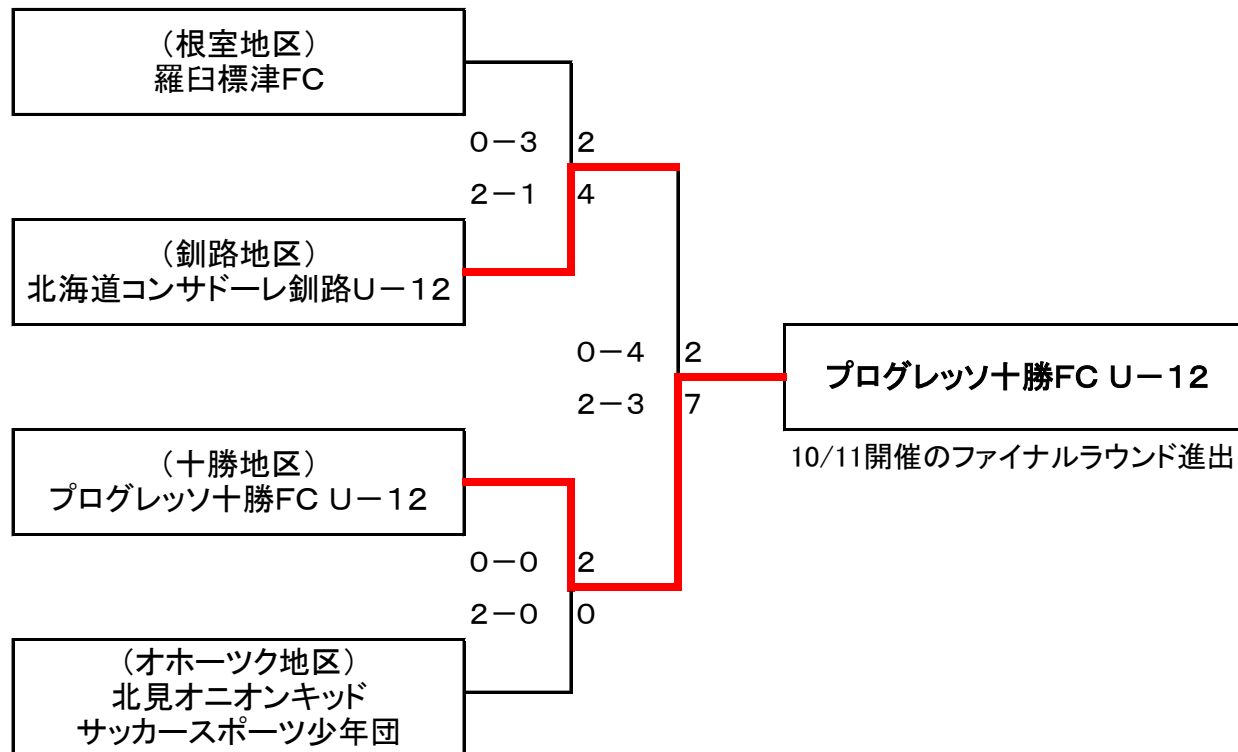 （根室地区）
羅臼標津FC
０－３ ２
２－１ ４
（釧路地区）
北海道コンサドーレ釧路U－１２
０－４ ２
２－３ ７
プログレッソ十勝FC U－１２
10/11開催のファイナルラウンド進出
（十勝地区）
プログレッソ十勝FC U－１２
０－０ ２
２－０ ０
（オホーツク地区）
北見オニオンキッド
サッカースポーツ少年団